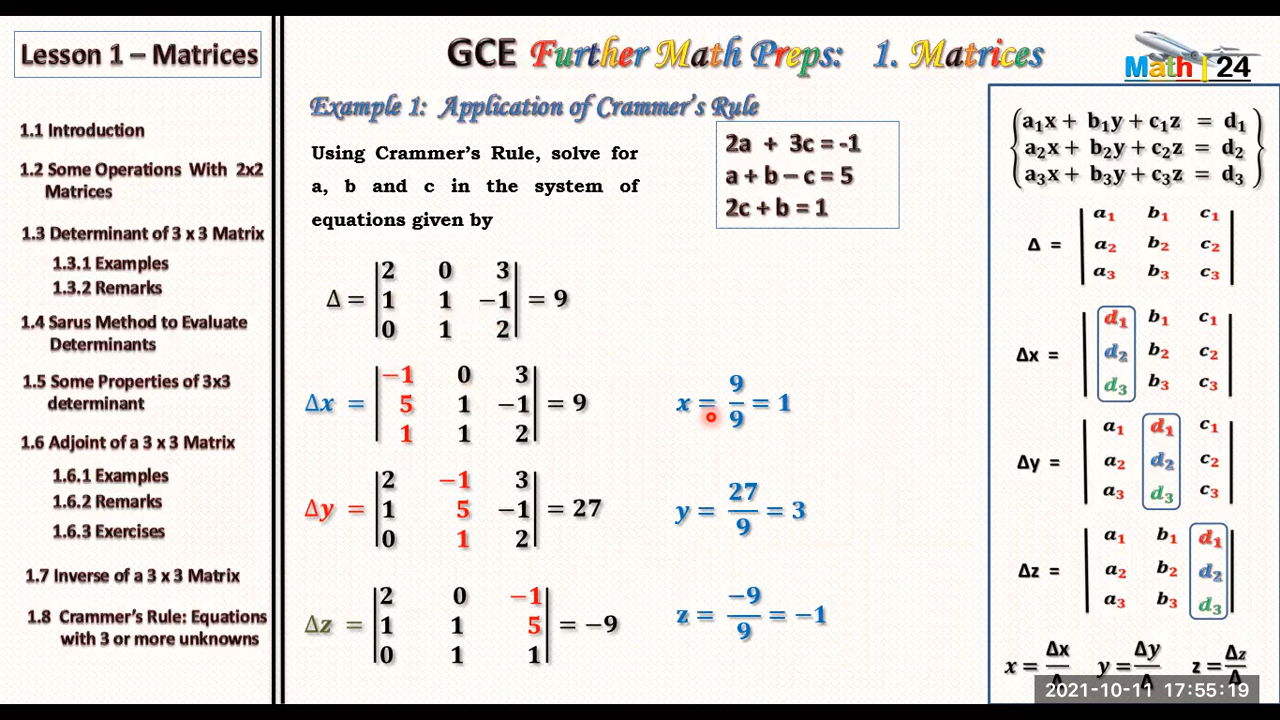 Lesson 1 – Matrices
1.1 Introduction
1.2 Some Operations With 2x2
Matrices
1.3 Determinant of 3 x 3 Matrix
1.3.1 Examples
1.3.2 Remarks
1.4 Sarus Method to Evaluate
Determinants
1.5 Some Properties of 3x3
determinant
1.6 Adjoint of a 3 x 3 Matrix
1.6.1 Examples
1.6.2 Remarks
1.6.3 Exercises
1.7 Inverse of a 3 x 3 Matrix
1.8 Crammer's Rule: Equations
with 3 or more unknowns
GCE Further Math Preps: 1. Matrices
Example 1: Application of Crammer's Rule
Using Crammer's Rule, solve for
a, b and c in the system of
equations given by
2a + 3c = -1
a + b – c = 5
2c + b = 1
2 0 3
Δ = 1 1 −1 = 9
0 1 2
−1 0 3
Δx = 5 1 −1 = 9
1 1 2
x = 9/9 = 1
2 −1 3
Δy = 1 5 −1 = 27
0 1 2
y = 27/9 = 3
2 0 −1
Δz = 1 1 5 = −9
0 1 1
z = −9/9 = −1
Math | 24
a₁x + b₁y + c₁z = d₁
a₂x + b₂y + c₂z = d₂
a₃x + b₃y + c₃z = d₃
a₁ b₁ c₁
Δ = a₂ b₂ c₂
a₃ b₃ c₃
d₁ b₁ c₁
Δx = d₂ b₂ c₂
d₃ b₃ c₃
a₁ d₁ c₁
Δy = a₂ d₂ c₂
a₃ d₃ c₃
a₁ b₁ d₁
Δz = a₂ b₂ d₂
a₃ b₃ d₃
x = Δx/Δ y = Δy/Δ z = Δz/Δ
2021-10-11 17:55:19